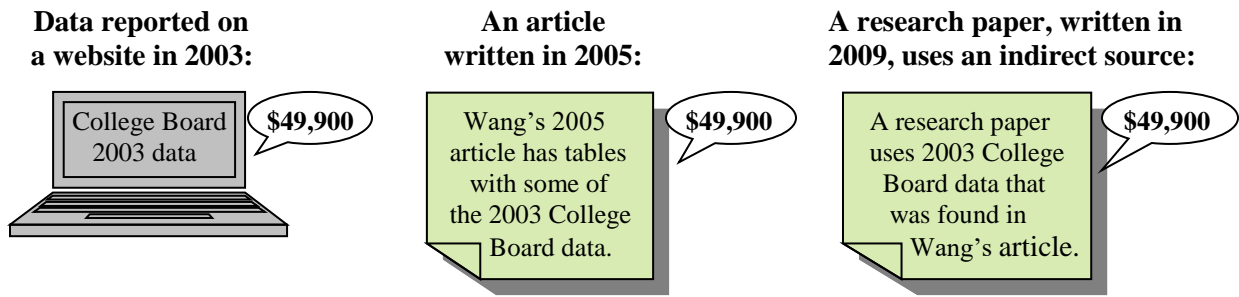 Data reported on
a website in 2003:
College Board
2003 data
$49,900
An article
written in 2005:
Wang's 2005
article has tables
with some of
the 2003 College
Board data.
$49,900
A research paper, written in
2009, uses an indirect source:
A research paper
uses 2003 College
Board data that
was found in
Wang's article.
$49,900